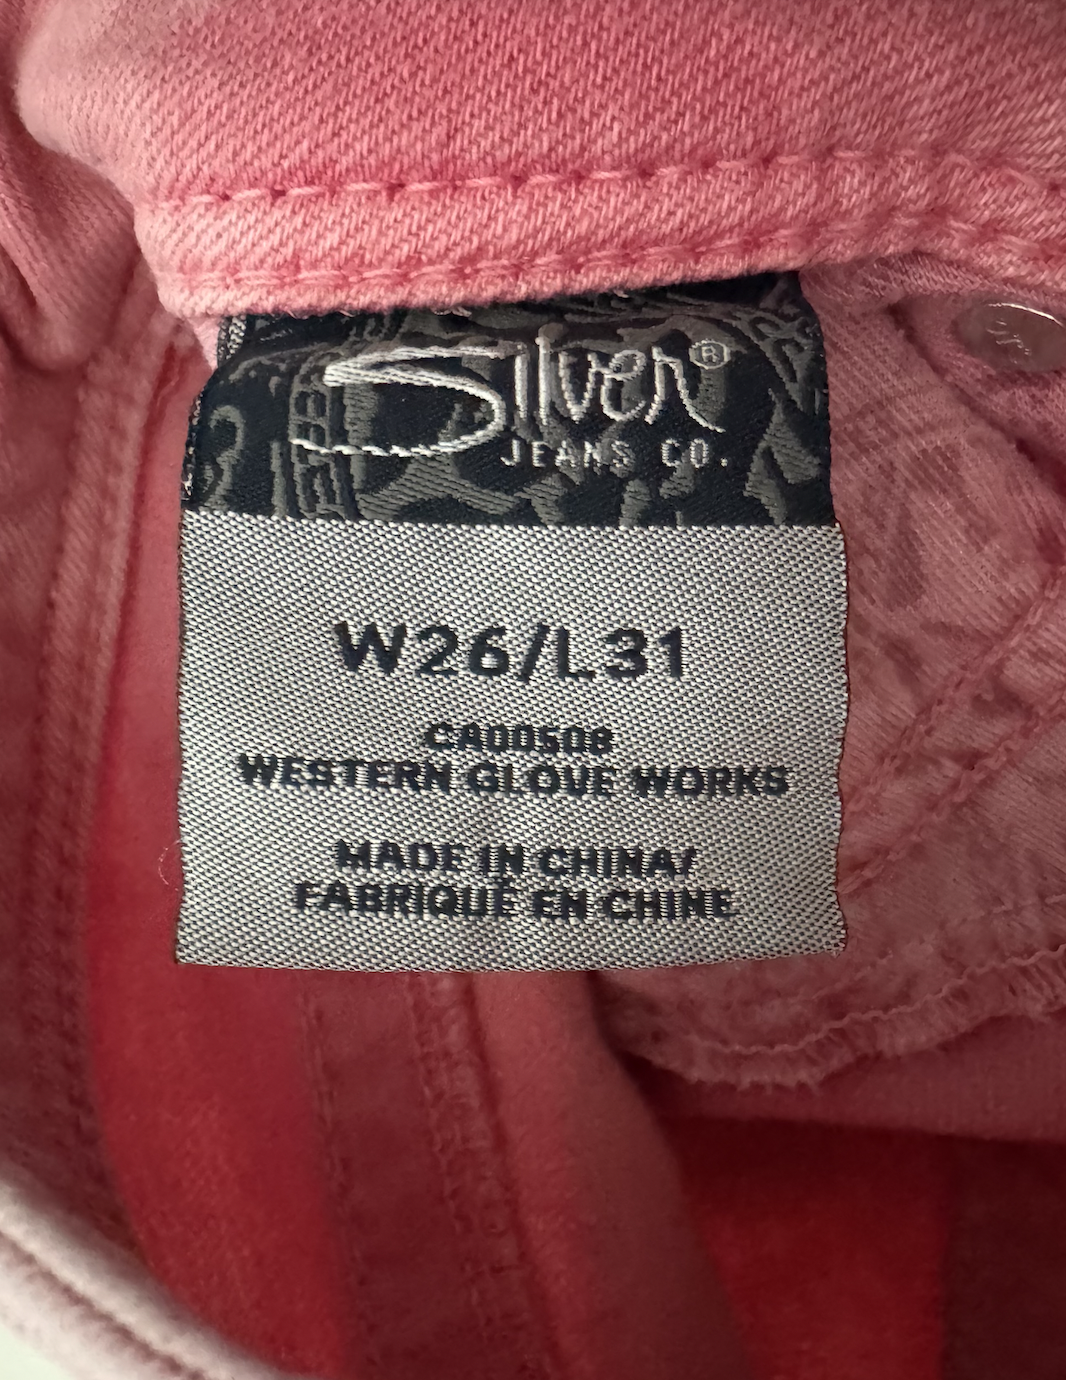 Silver®
JEANS CO.
W26/L31
CA00508
WESTERN GLOVE WORKS
MADE IN CHINA/
FABRIQUÉ EN CHINE